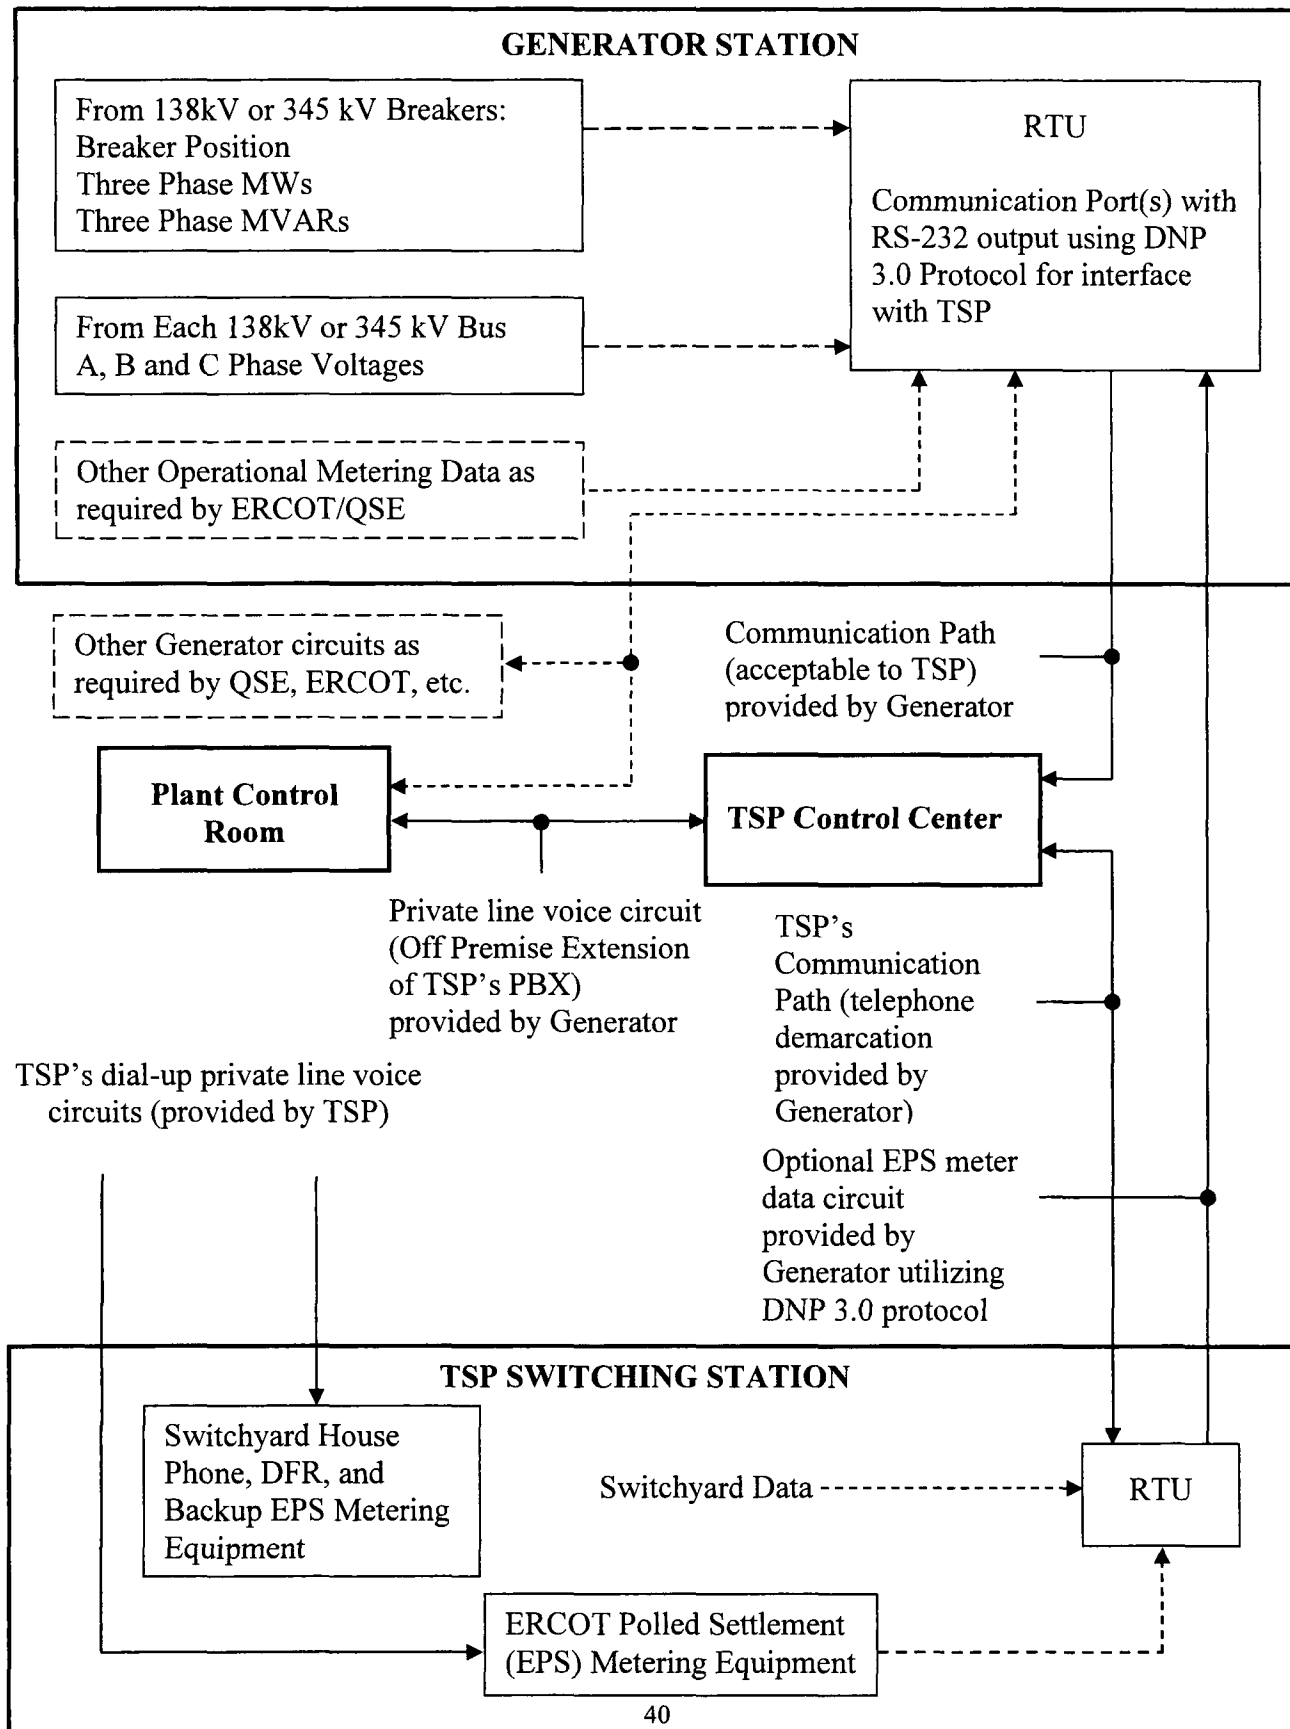 GENERATOR STATION
From 138kV or 345 kV Breakers:
Breaker Position
Three Phase MWs
Three Phase MVARs
RTU
Communication Port(s) with
RS-232 output using DNP
3.0 Protocol for interface
with TSP
From Each 138kV or 345 kV Bus
A, B and C Phase Voltages
Other Operational Metering Data as
required by ERCOT/QSE
Other Generator circuits as
required by QSE, ERCOT, etc.
Communication Path
(acceptable to TSP)
provided by Generator
Plant Control
Room
TSP Control Center
Private line voice circuit
(Off Premise Extension
of TSP's PBX)
provided by Generator
TSP's
Communication
Path (telephone
demarcation
provided by
Generator)
TSP's dial-up private line voice
circuits (provided by TSP)
Optional EPS meter
data circuit
provided by
Generator utilizing
DNP 3.0 protocol
TSP SWITCHING STATION
Switchyard House
Phone, DFR, and
Backup EPS Metering
Equipment
Switchyard Data
RTU
ERCOT Polled Settlement
(EPS) Metering Equipment
40